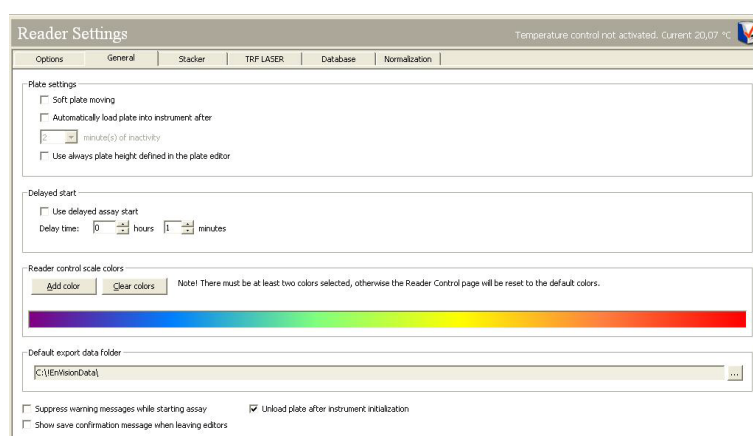 Reader Settings
Temperature control not activated. Current 20,07 °C
Options General Stacker TRF LASER Database Normalization
Plate settings
Soft plate moving
Automatically load plate into instrument after
2 minute(s) of inactivity
Use always plate height defined in the plate editor
Delayed start
Use delayed assay start
Delay time: 0 hours 1 minutes
Reader control scale colors
Add color Clear colors Note! There must be at least two colors selected, otherwise the Reader Control page will be reset to the default colors.
Default export data folder
C:\!EnVisionData\ ...
Suppress warning messages while starting assay Unload plate after instrument initialization
Show save confirmation message when leaving editors